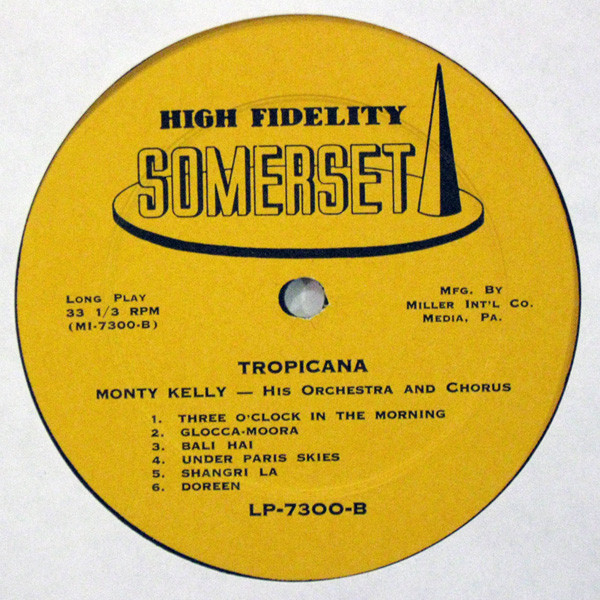 HIGH FIDELITY
SOMERSET
LONG PLAY
33 1/3 RPM
(MI-7300-B)
MFG. BY
MILLER INT'L CO.
MEDIA, PA.
TROPICANA
MONTY KELLY — HIS ORCHESTRA AND CHORUS
1. THREE O'CLOCK IN THE MORNING
2. GLOCCA-MOORA
3. BALI HAI
4. UNDER PARIS SKIES
5. SHANGRI LA
6. DOREEN
LP-7300-B